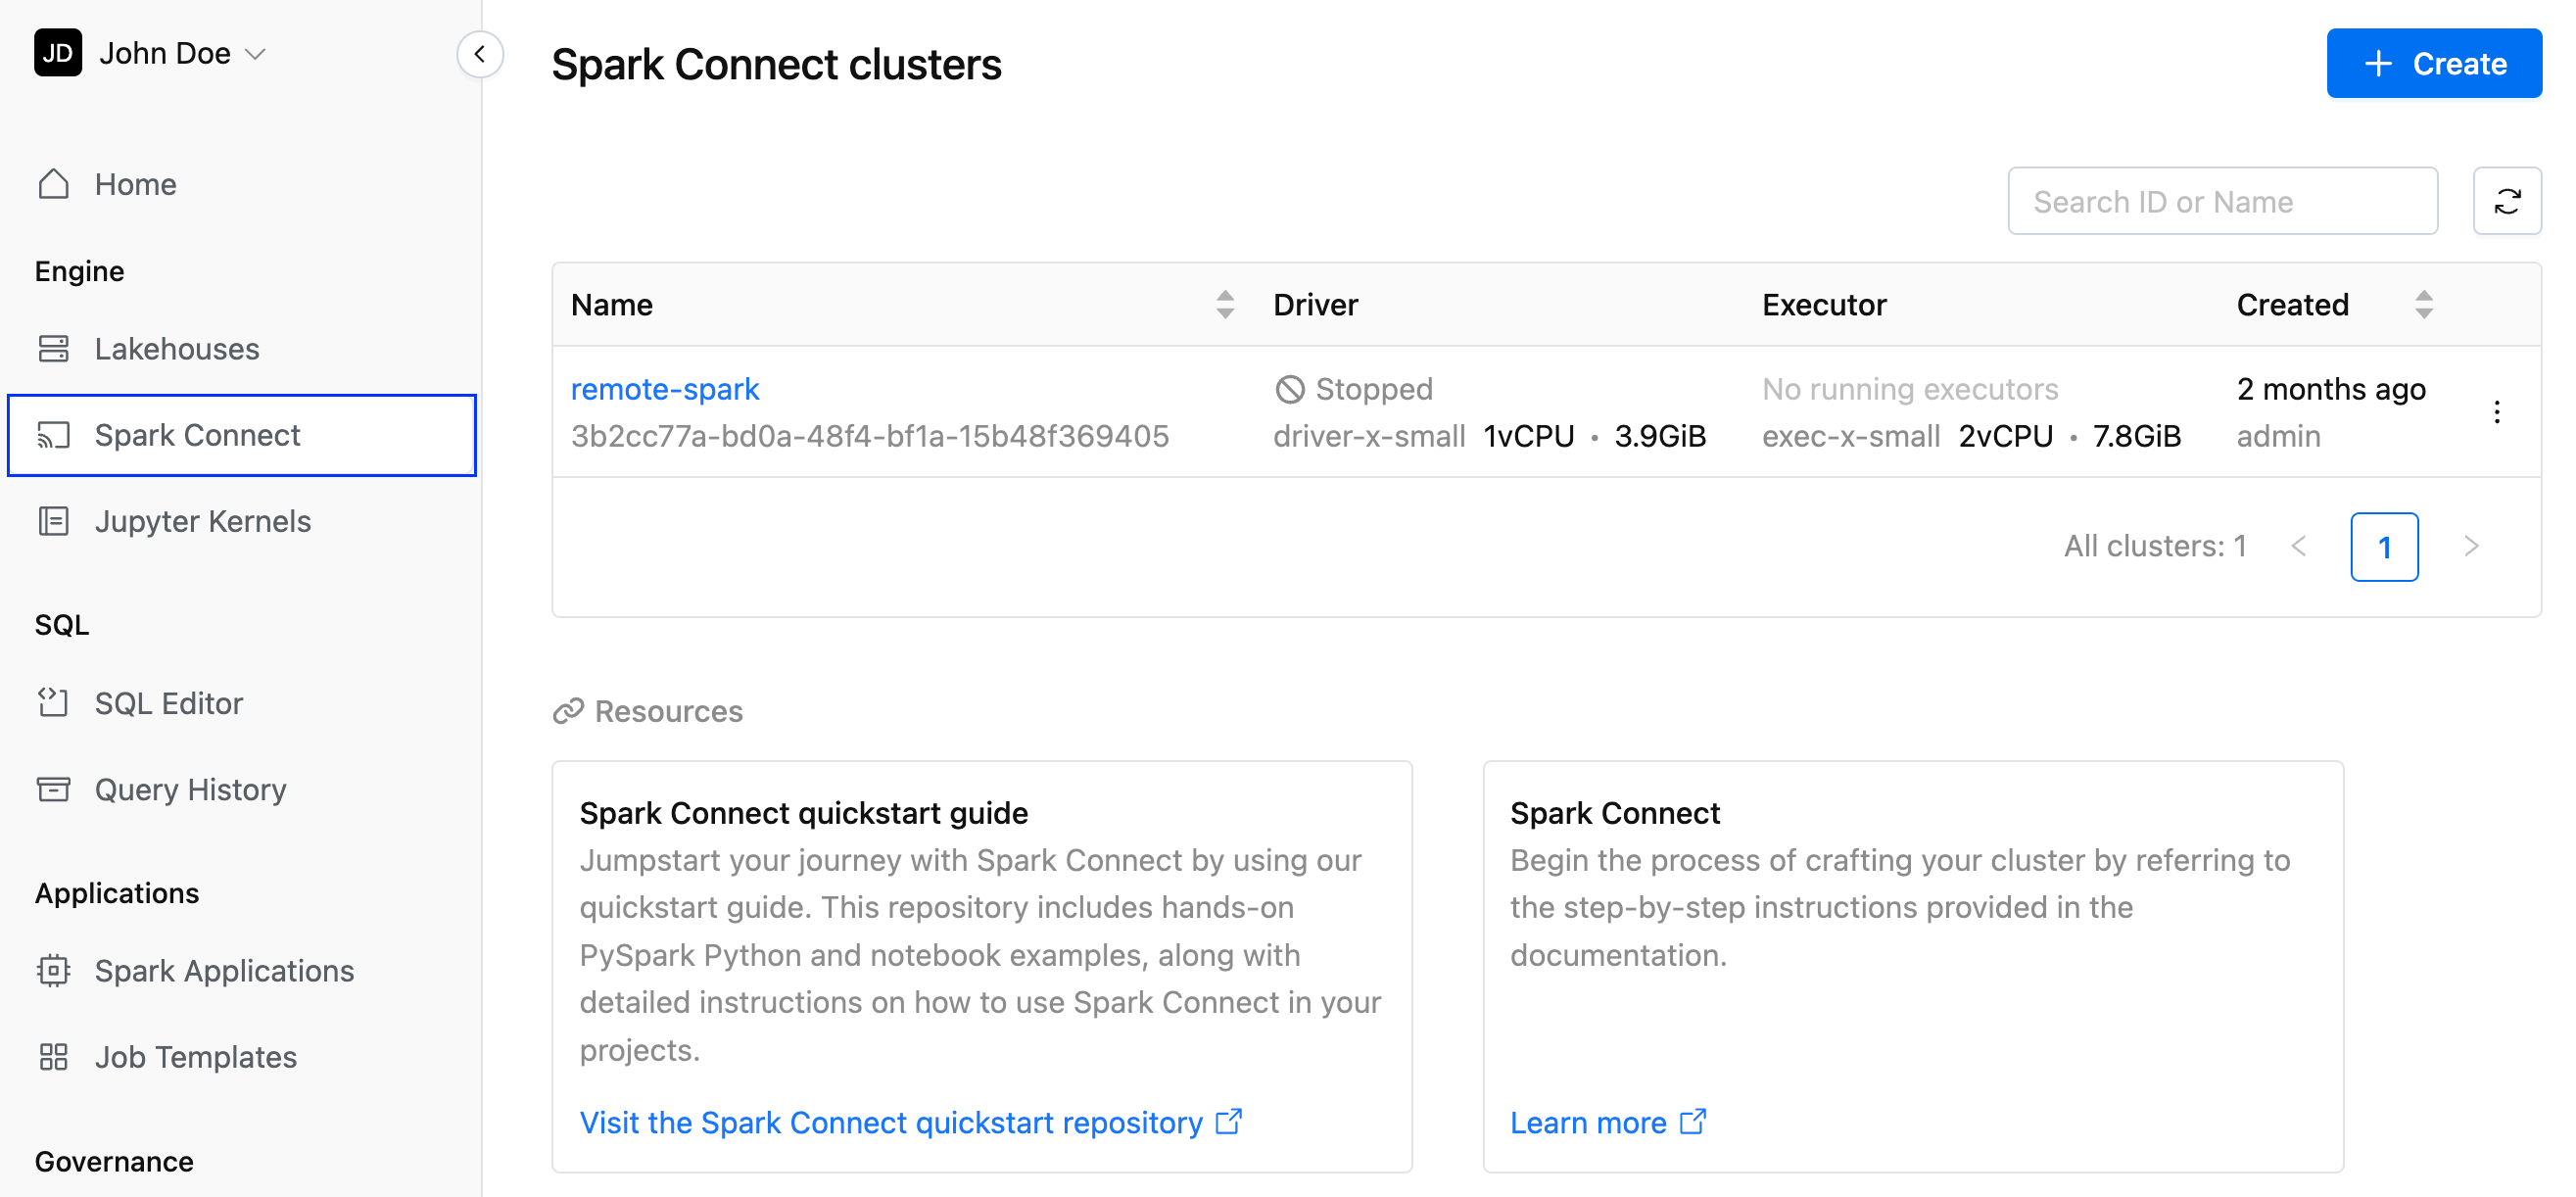 JD John Doe
Home
Engine
Lakehouses
Spark Connect
Jupyter Kernels
SQL
SQL Editor
Query History
Applications
Spark Applications
Job Templates
Governance
Spark Connect clusters
+ Create
Search ID or Name
Name Driver Executor Created
remote-spark Stopped No running executors 2 months ago
3b2cc77a-bd0a-48f4-bf1a-15b48f369405 driver-x-small 1vCPU • 3.9GiB exec-x-small 2vCPU • 7.8GiB admin
All clusters: 1 < 1 >
Resources
Spark Connect quickstart guide
Jumpstart your journey with Spark Connect by using our
quickstart guide. This repository includes hands-on
PySpark Python and notebook examples, along with
detailed instructions on how to use Spark Connect in your
projects.
Visit the Spark Connect quickstart repository
Spark Connect
Begin the process of crafting your cluster by referring to
the step-by-step instructions provided in the
documentation.
Learn more